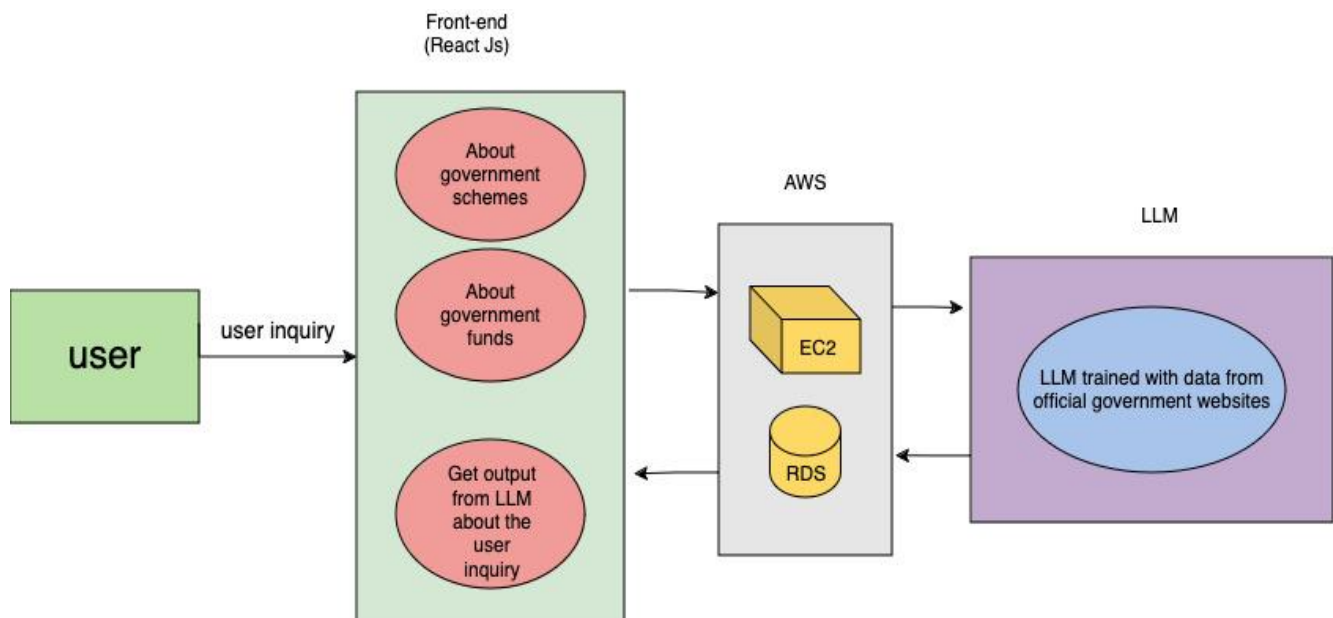 Front-end
(React Js)
About
government
schemes
AWS
LLM
About
government
funds
user inquiry
user
EC2
LLM trained with data from
official government websites
Get output
from LLM
about the
user
inquiry
RDS